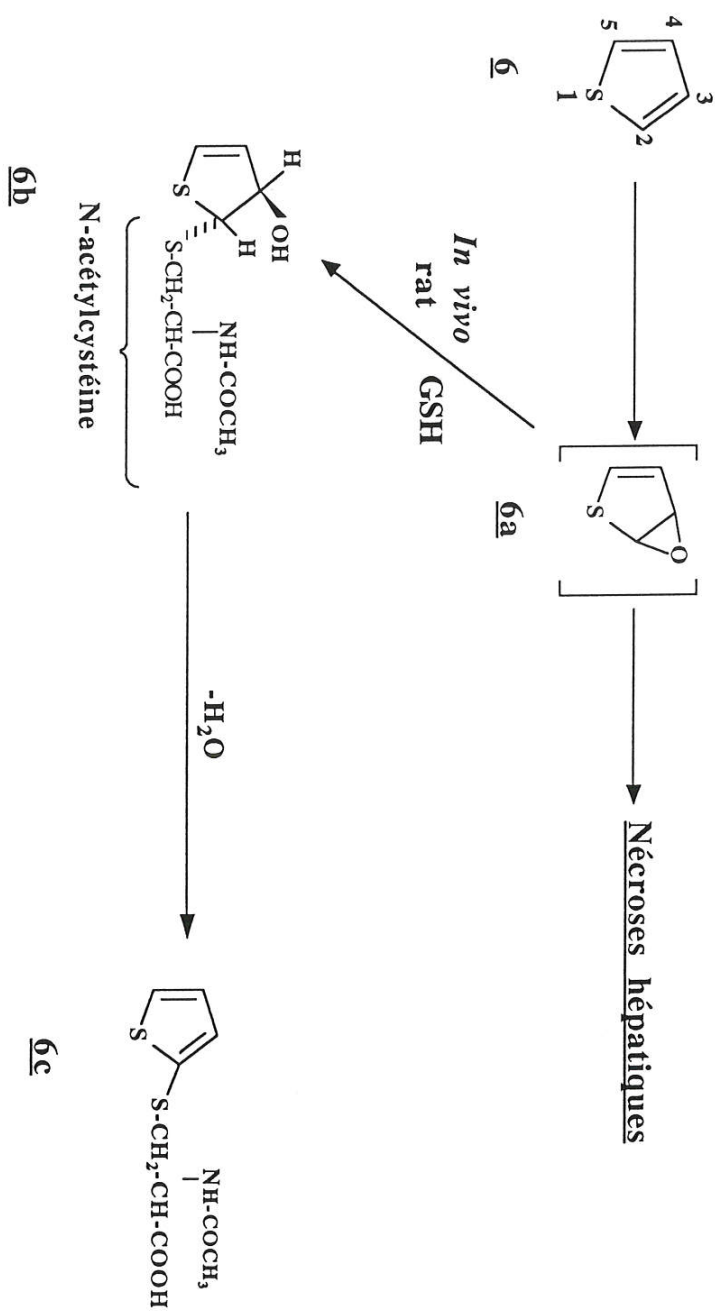 4
3
5
2
S
1
6
S
O
6a
Nécroses hépatiques
In vivo
rat
GSH
H
OH
H
S
NH-COCH3
S-CH2-CH-COOH
N-acétylcystéine
6b
-H2O
S
NH-COCH3
S-CH2-CH-COOH
6c